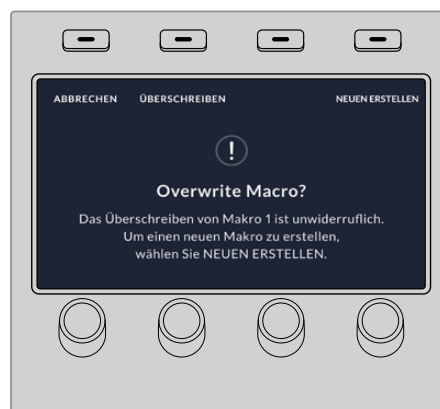 ABBRECHEN ÜBERSCHREIBEN NEUEN ERSTELLEN
!
Overwrite Macro?
Das Überschreiben von Makro 1 ist unwiderruflich.
Um einen neuen Makro zu erstellen,
wählen Sie NEUEN ERSTELLEN.